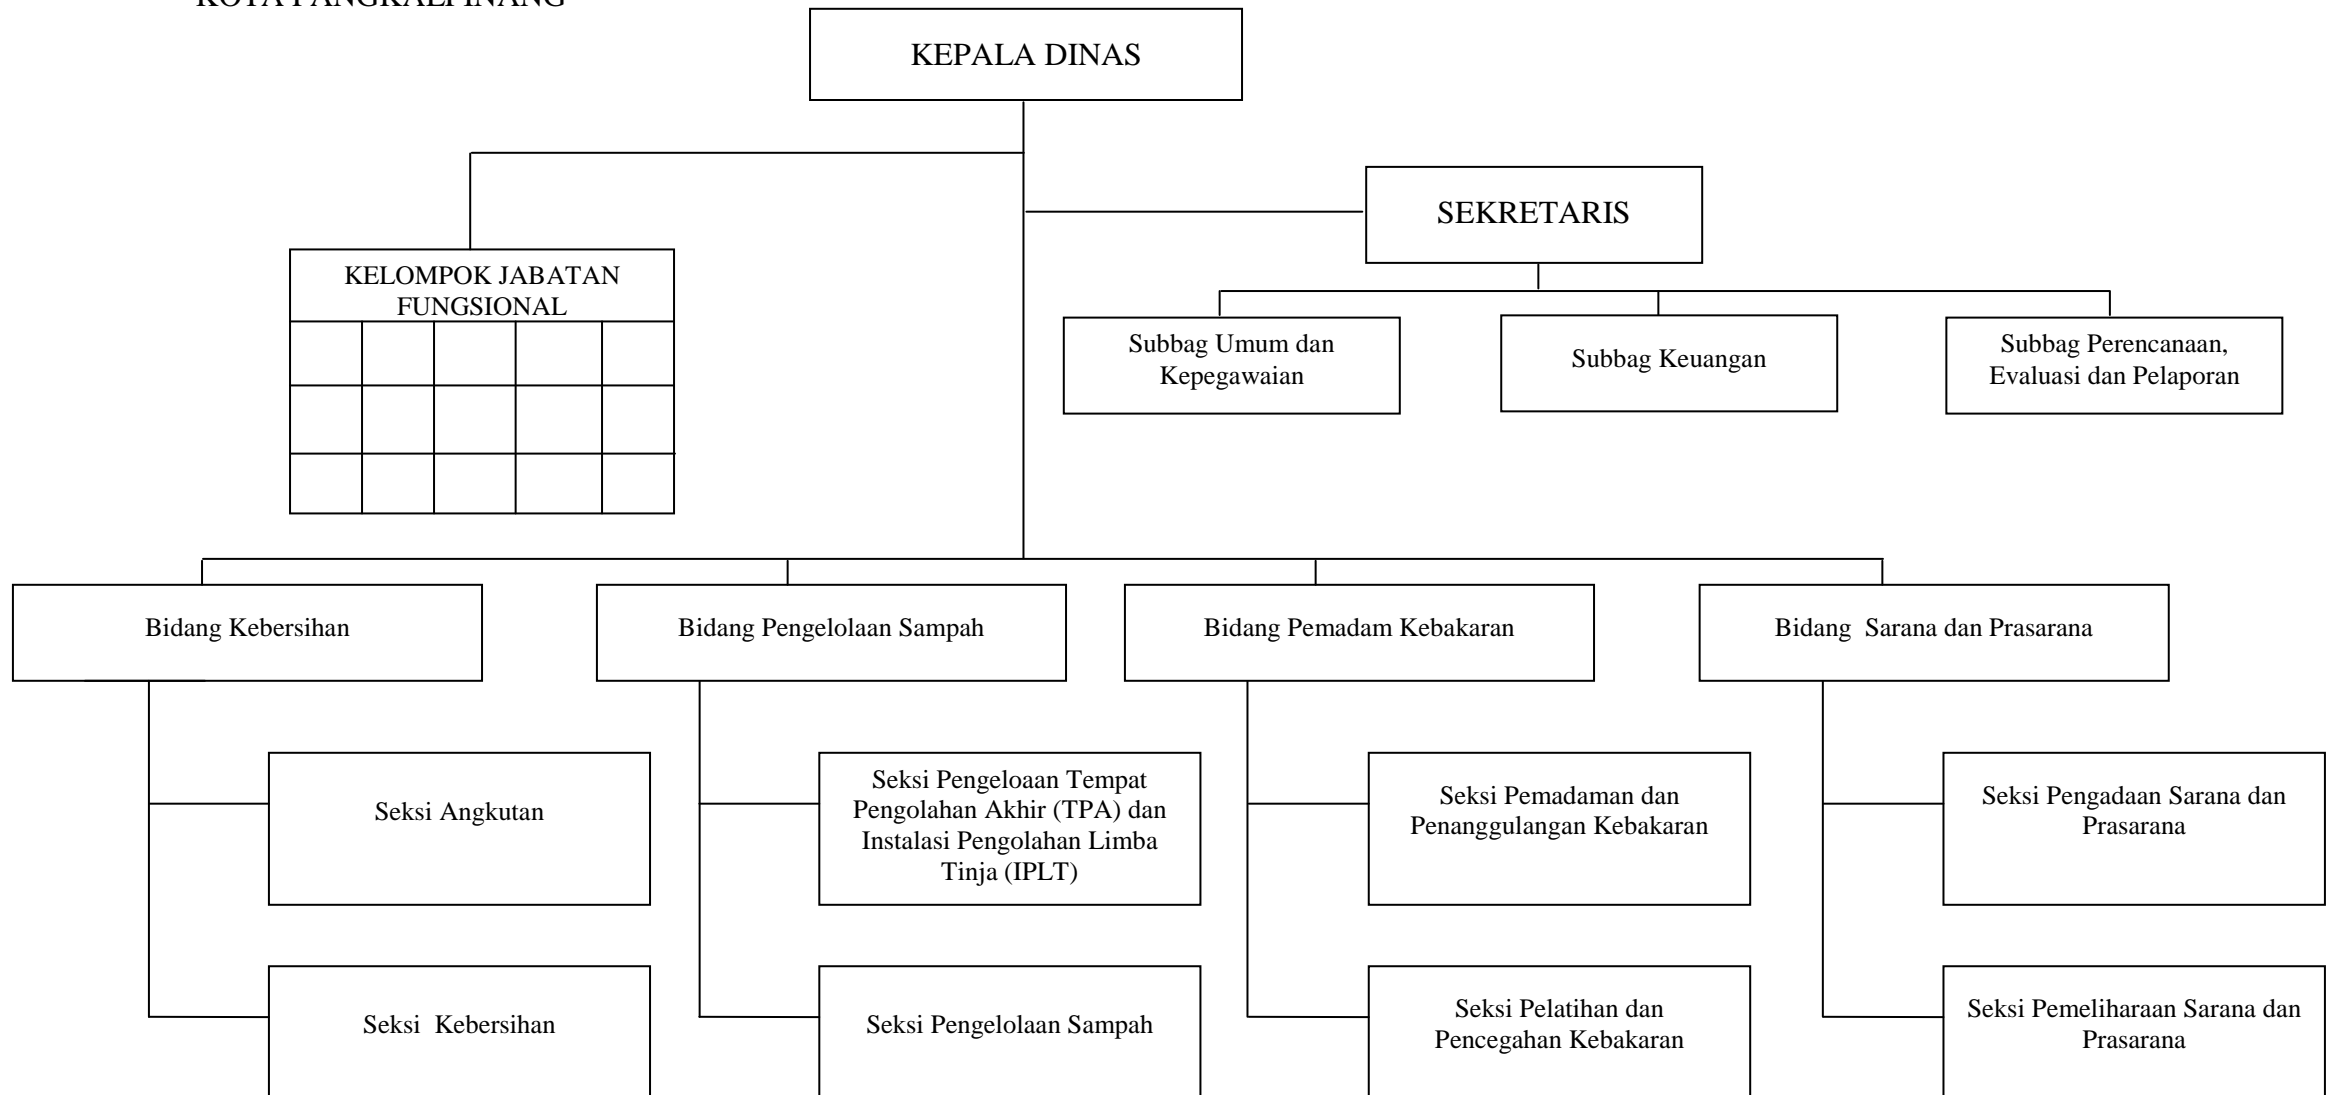 KOTA PANGKALPINANG
KEPALA DINAS
SEKRETARIS
KELOMPOK JABATAN
FUNGSIONAL
Subbag Umum dan
Kepegawaian
Subbag Keuangan
Subbag Perencanaan,
Evaluasi dan Pelaporan
Bidang Kebersihan
Bidang Pengelolaan Sampah
Bidang Pemadam Kebakaran
Bidang  Sarana dan Prasarana
Seksi Angkutan
Seksi Pengeloaan Tempat
Pengolahan Akhir (TPA) dan
Instalasi Pengolahan Limba
Tinja (IPLT)
Seksi Pemadaman dan
Penanggulangan Kebakaran
Seksi Pengadaan Sarana dan
Prasarana
Seksi  Kebersihan
Seksi Pengelolaan Sampah
Seksi Pelatihan dan
Pencegahan Kebakaran
Seksi Pemeliharaan Sarana dan
Prasarana